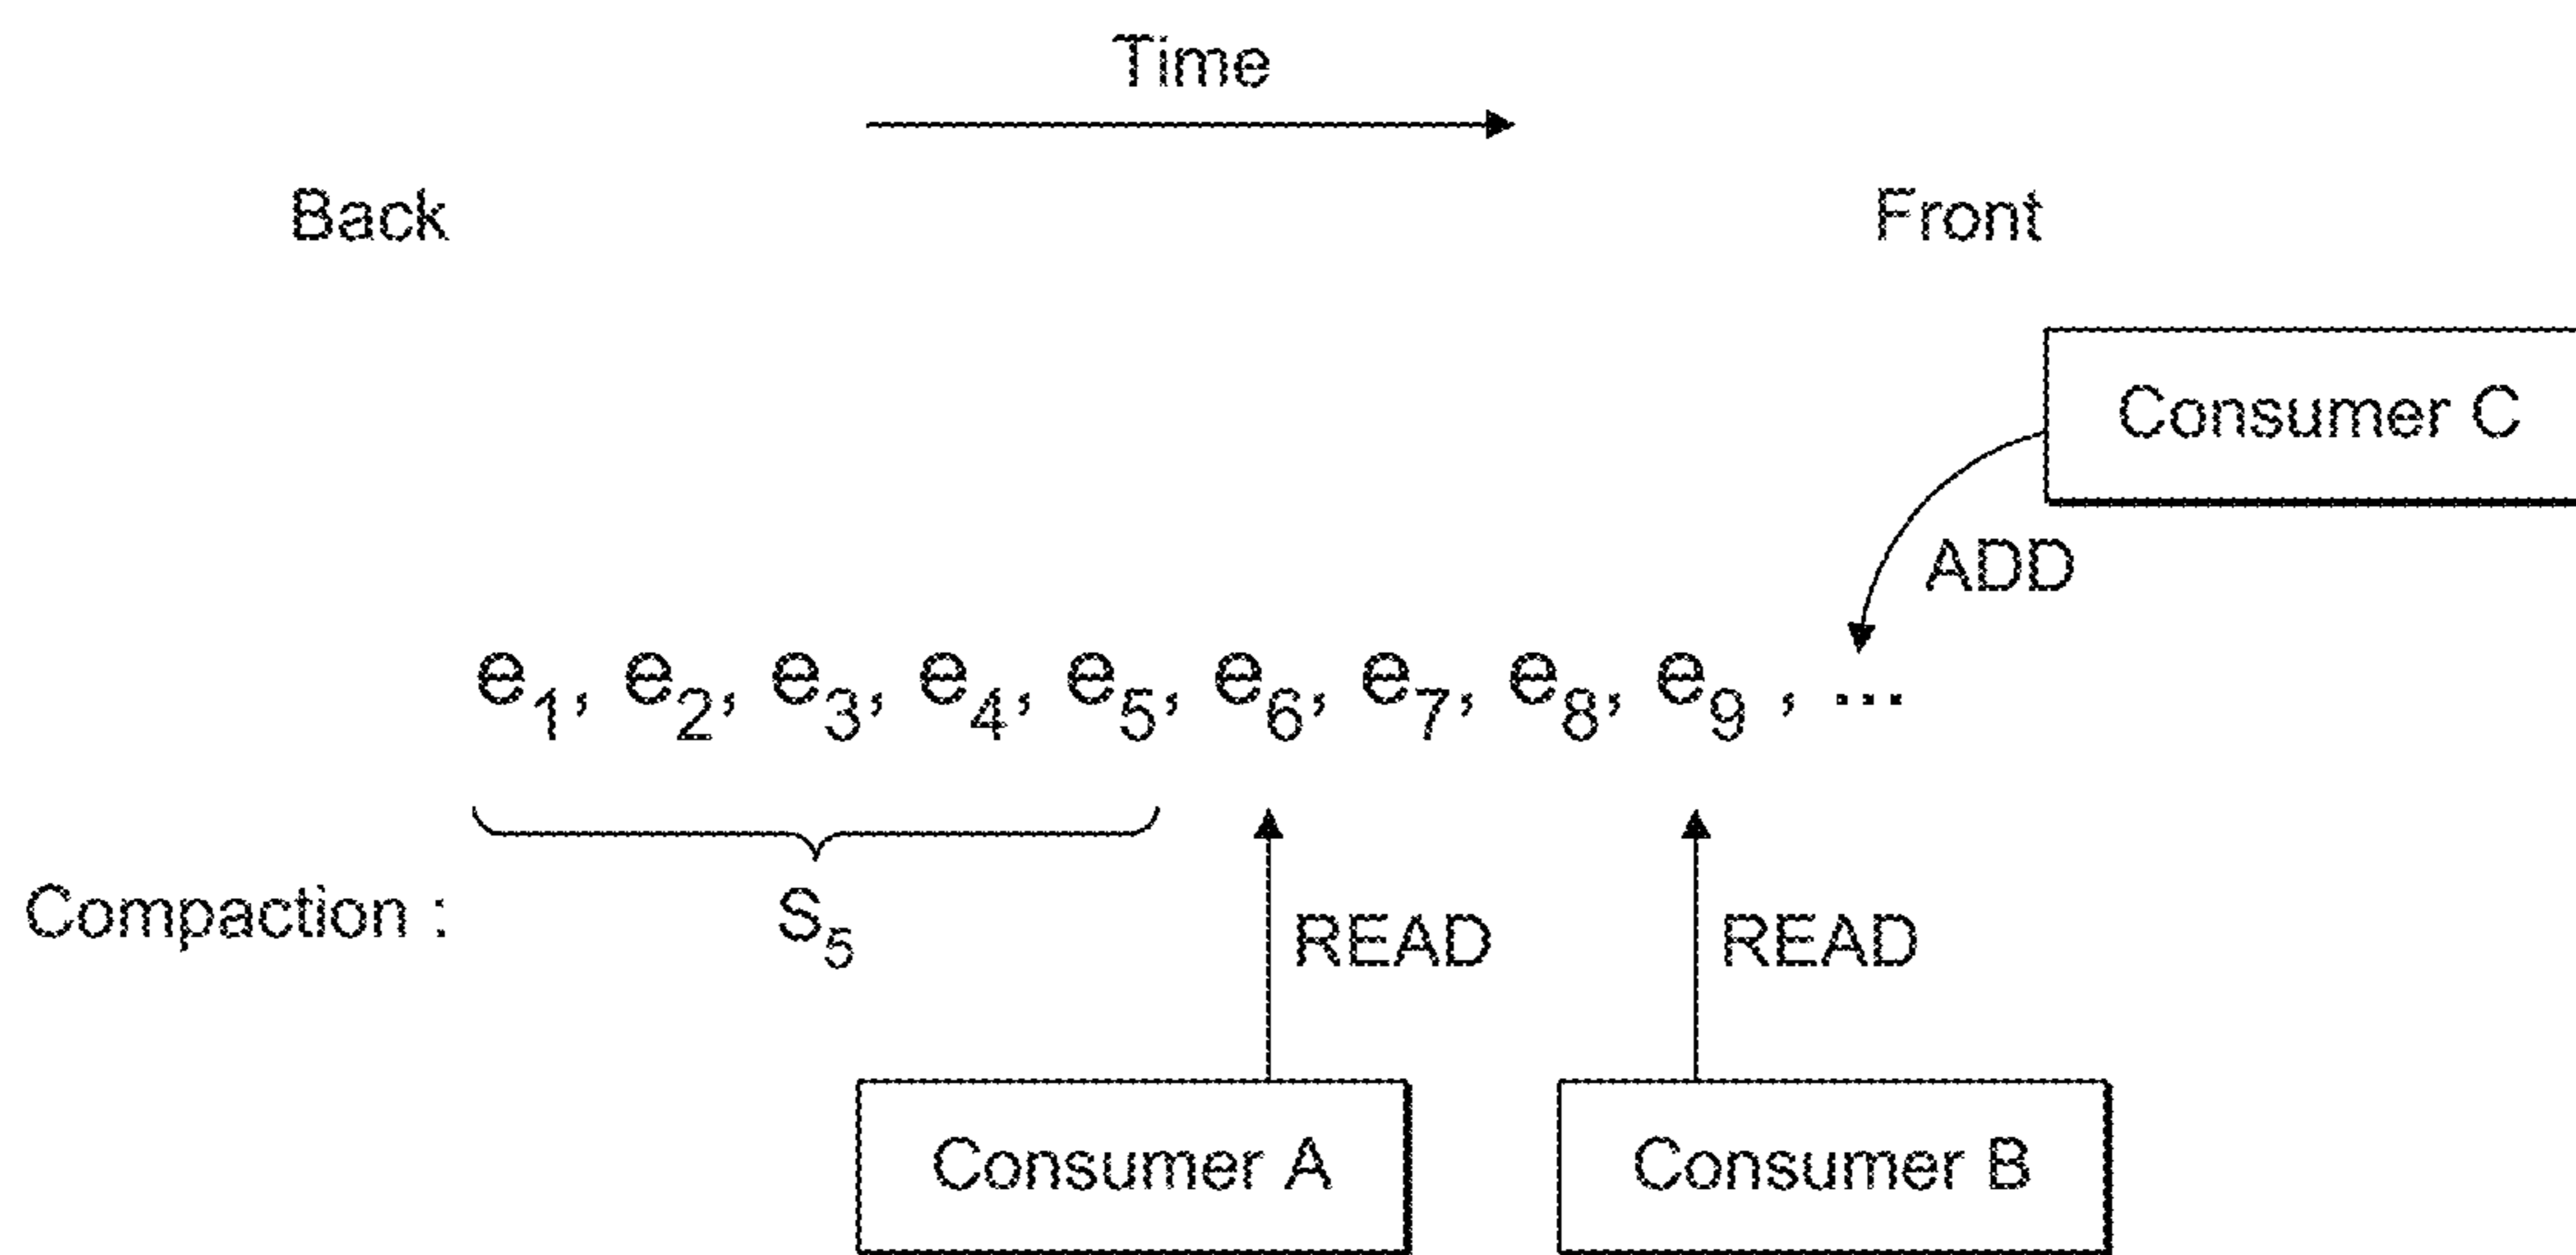 Time
Back
Front
Consumer C
ADD
e₁, e₂, e₃, e₄, e₅, e₆, e₇, e₈, e₉ , ...
Compaction :
S₅
READ
READ
Consumer A
Consumer B